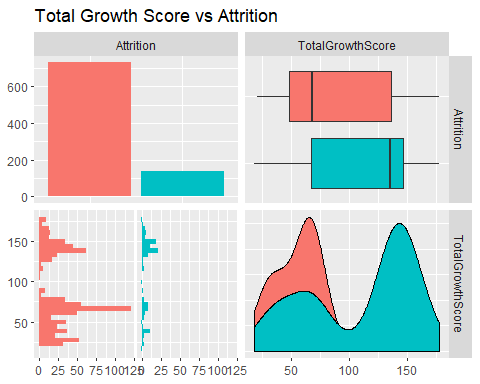 Total Growth Score vs Attrition
Attrition
TotalGrowthScore
600
400
200
0
Attrition
150
100
50
TotalGrowthScore
0 25 50 75 100 125 0 25 50 75 100 125
50 100 150